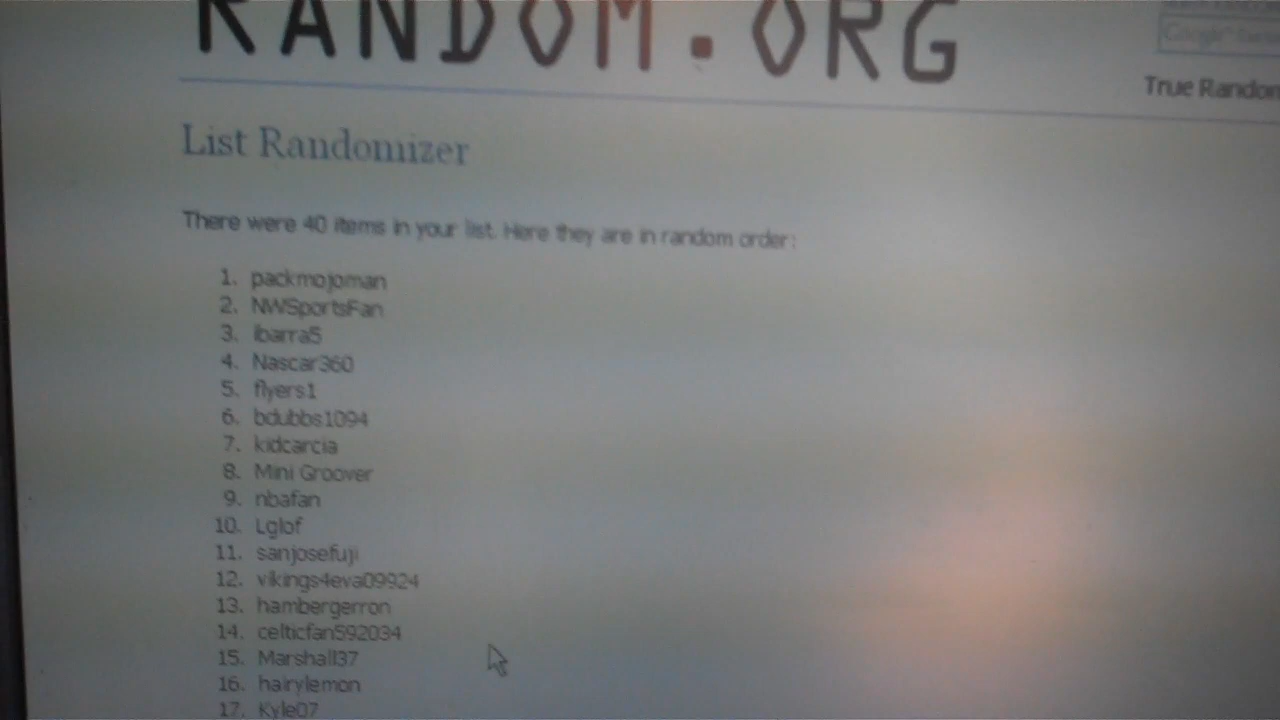 RANDOM.ORG
True Random
List Randomizer
There were 40 items in your list. Here they are in random order:
1. packmojoman
2. NWSportsFan
3. ibarra5
4. Nascar360
5. flyers1
6. bdubbs1094
7. kidcarcia
8. Mini Groover
9. nbafan
10. Lglof
11. sanjosefuji
12. vikings4eva09924
13. hambergerron
14. celticfan592034
15. Marshall37
16. hairylemon
17. Kyle07